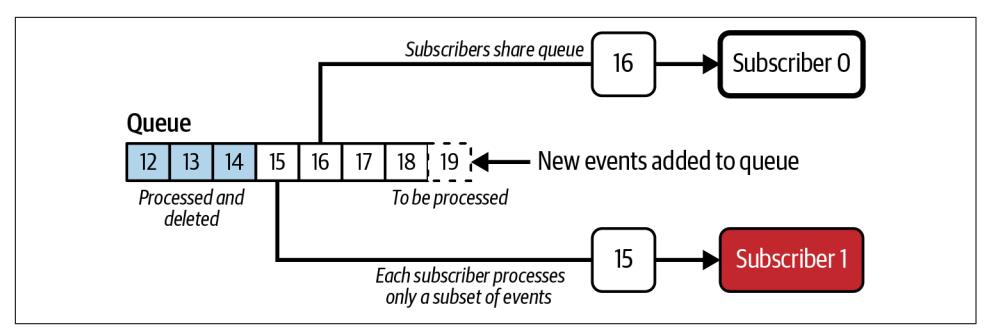 Subscribers share queue
16
Subscriber 0
Queue
12 13 14 15 16 17 18 19
New events added to queue
Processed and
deleted
To be processed
15
Subscriber 1
Each subscriber processes
only a subset of events